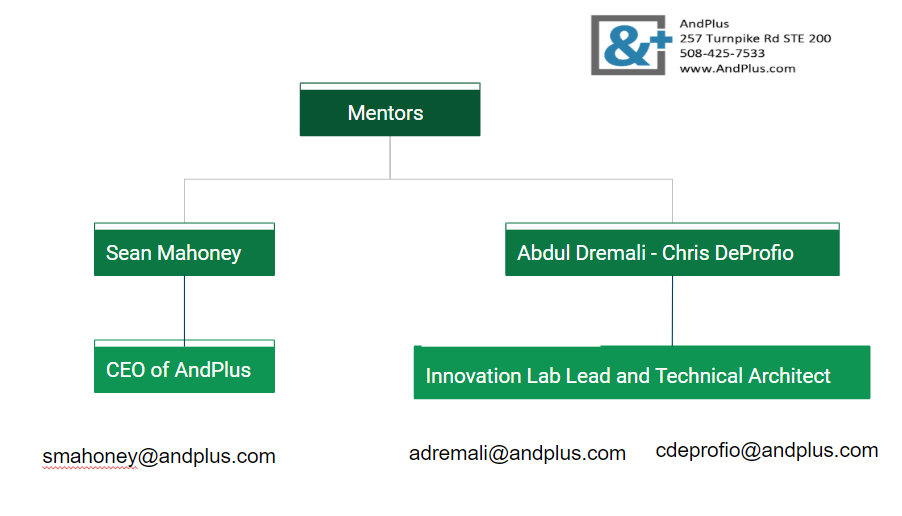 &+
AndPlus
257 Turnpike Rd STE 200
508-425-7533
www.AndPlus.com
Mentors
Sean Mahoney
Abdul Dremali - Chris DeProfio
CEO of AndPlus
Innovation Lab Lead and Technical Architect
smahoney@andplus.com
adremali@andplus.com
cdeprofio@andplus.com